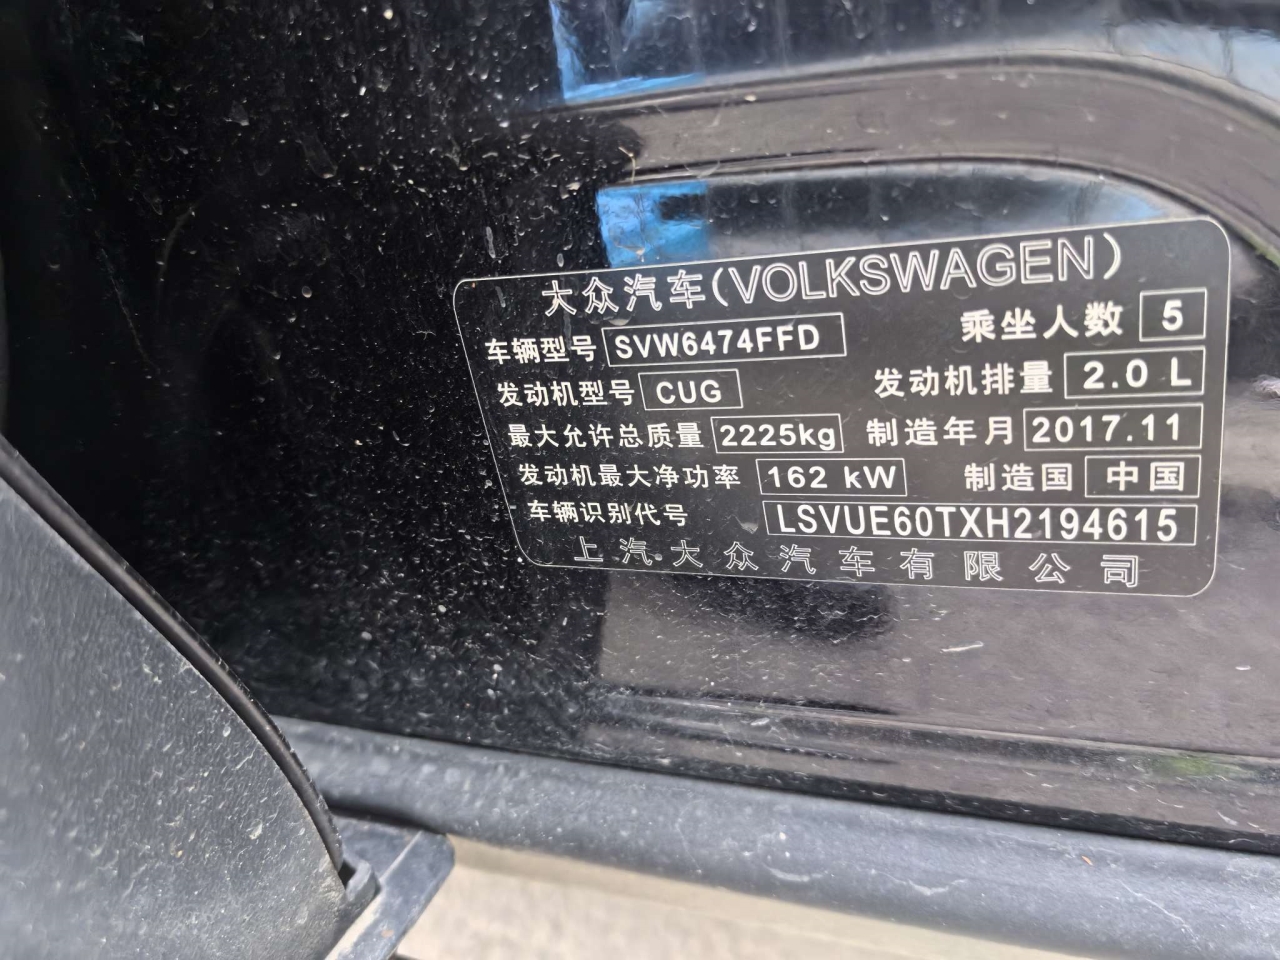 大众汽车(VOLKSWAGEN)
车辆型号 SVW6474FFD 乘坐人数 5
发动机型号 CUG 发动机排量 2.0 L
最大允许总质量 2225kg 制造年月 2017.11
发动机最大净功率 162 kW 制造国 中国
车辆识别代号 LSVUE60TXH2194615
上汽大众汽车有限公司